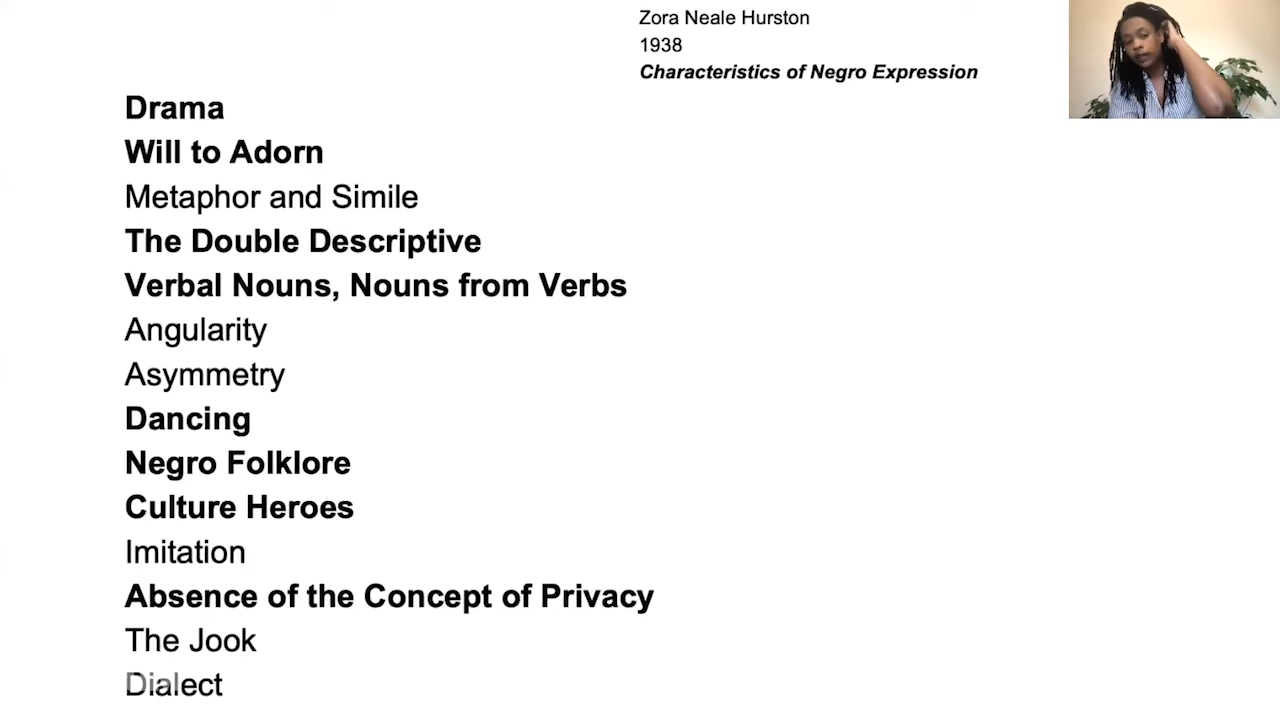 Zora Neale Hurston
1938
Characteristics of Negro Expression
Drama
Will to Adorn
Metaphor and Simile
The Double Descriptive
Verbal Nouns, Nouns from Verbs
Angularity
Asymmetry
Dancing
Negro Folklore
Culture Heroes
Imitation
Absence of the Concept of Privacy
The Jook
Dialect